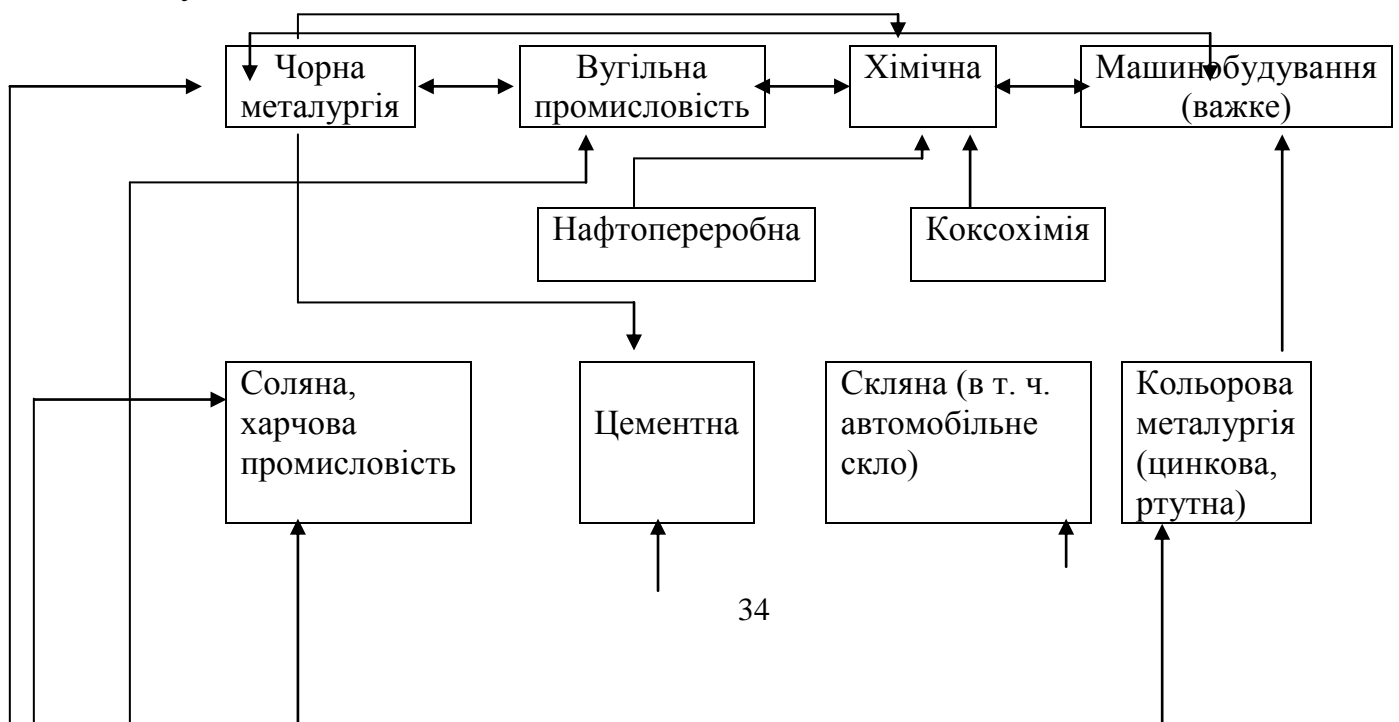 Чорна
металургія
Вугільна
промисловість
Хімічна
Машинобудування
(важке)
Нафтопереробна
Коксохімія
Соляна,
харчова
промисловість
Цементна
Скляна (в т. ч.
автомобільне
скло)
Кольорова
металургія
(цинкова,
ртутна)
34